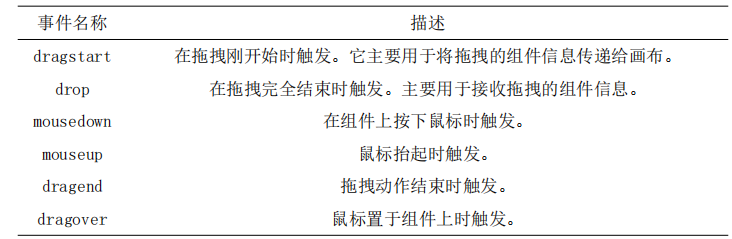 事件名称 描述
dragstart 在拖拽刚开始时触发。它主要用于将拖拽的组件信息传递给画布。
drop 在拖拽完全结束时触发。主要用于接收拖拽的组件信息。
mousedown 在组件上按下鼠标时触发。
mouseup 鼠标抬起时触发。
dragend 拖拽动作结束时触发。
dragover 鼠标置于组件上时触发。